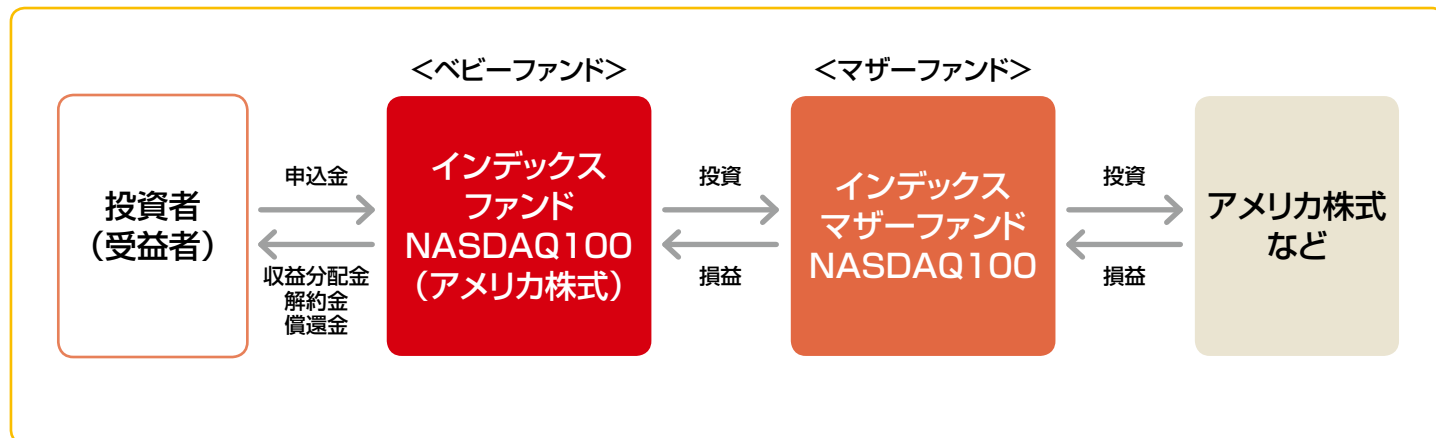 <ベビーファンド>
<マザーファンド>
投資者
（受益者）
申込金
収益分配金
解約金
償還金
インデックス
ファンド
NASDAQ100
（アメリカ株式）
投資
損益
インデックス
マザーファンド
NASDAQ100
投資
損益
アメリカ株式
など